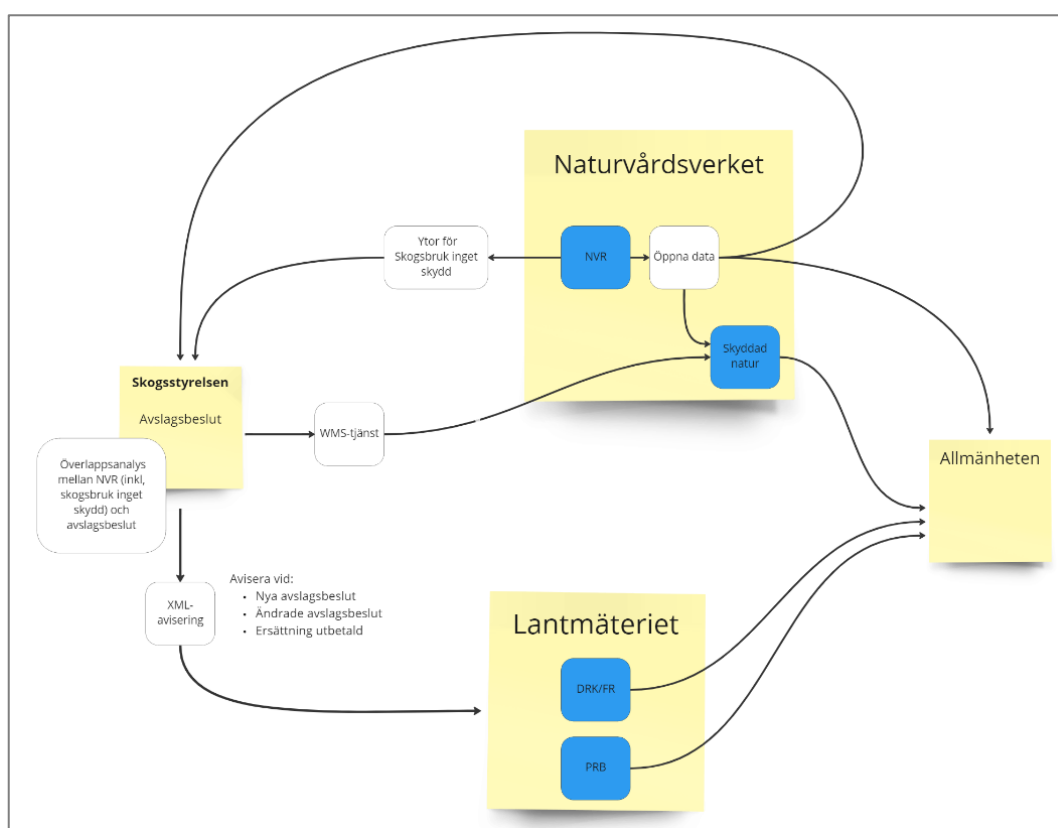 Naturvårdsverket
Ytor för
Skogsbruk inget
skydd
NVR
Öppna data
Skyddad
natur
Skogsstyrelsen
Avslagsbeslut
WMS-tjänst
Överlappsanalys
mellan NVR (inkl,
skogsbruk inget
skydd) och
avslagsbeslut
Allmänheten
XML-
avisering
Avisera vid:
• Nya avslagsbeslut
• Ändrade avslagsbeslut
• Ersättning utbetald
Lantmäteriet
DRK/FR
PRB